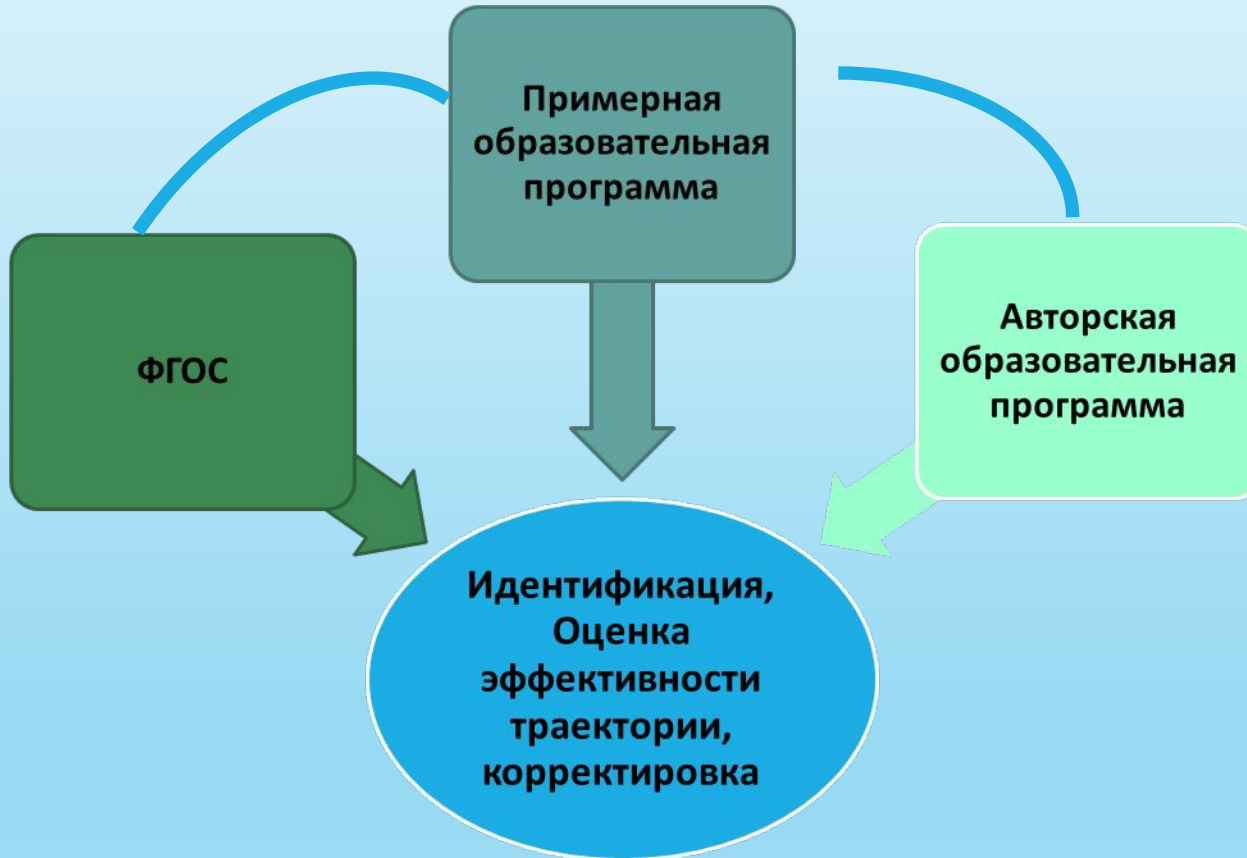 Примерная
образовательная
программа
ФГОС
Авторская
образовательная
программа
Идентификация,
Оценка
эффективности
траектории,
корректировка